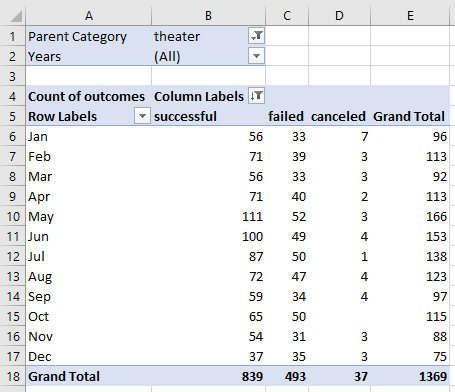 A B C D E
1 Parent Category theater
2 Years (All)
3
4 Count of outcomes Column Labels
5 Row Labels successful failed canceled Grand Total
6 Jan 56 33 7 96
7 Feb 71 39 3 113
8 Mar 56 33 3 92
9 Apr 71 40 2 113
10 May 111 52 3 166
11 Jun 100 49 4 153
12 Jul 87 50 1 138
13 Aug 72 47 4 123
14 Sep 59 34 4 97
15 Oct 65 50 115
16 Nov 54 31 3 88
17 Dec 37 35 3 75
18 Grand Total 839 493 37 1369